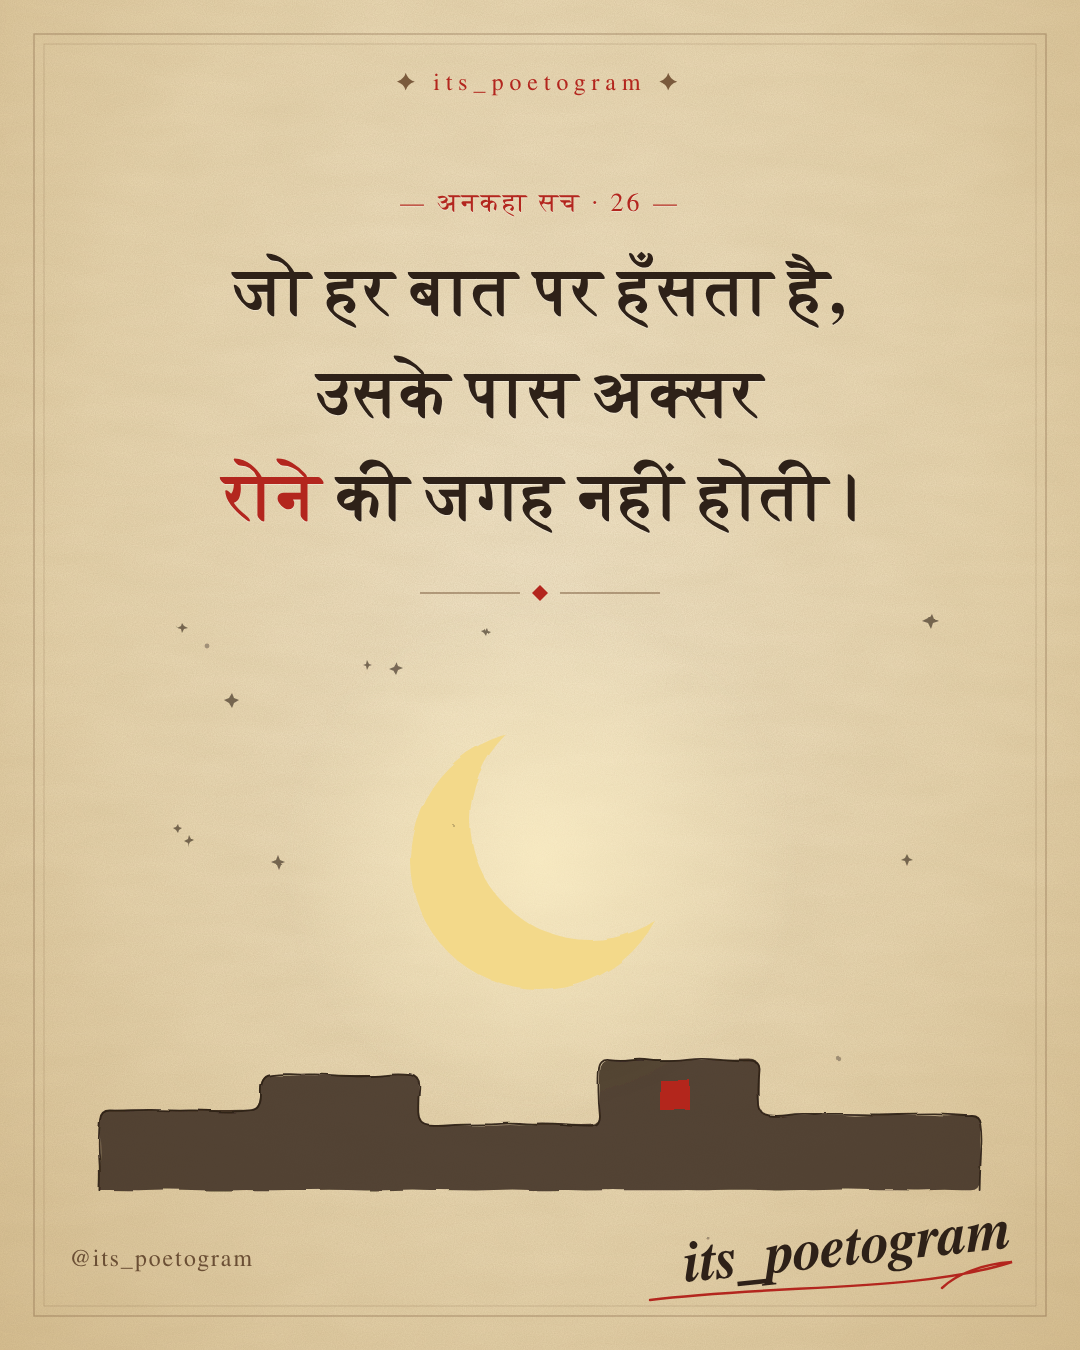 ✦ its_poetogram ✦
— अनकहा सच · 26 —
जो हर बात पर हँसता है,
उसके पास अक्सर
रोने की जगह नहीं होती।
@its_poetogram
its_poetogram